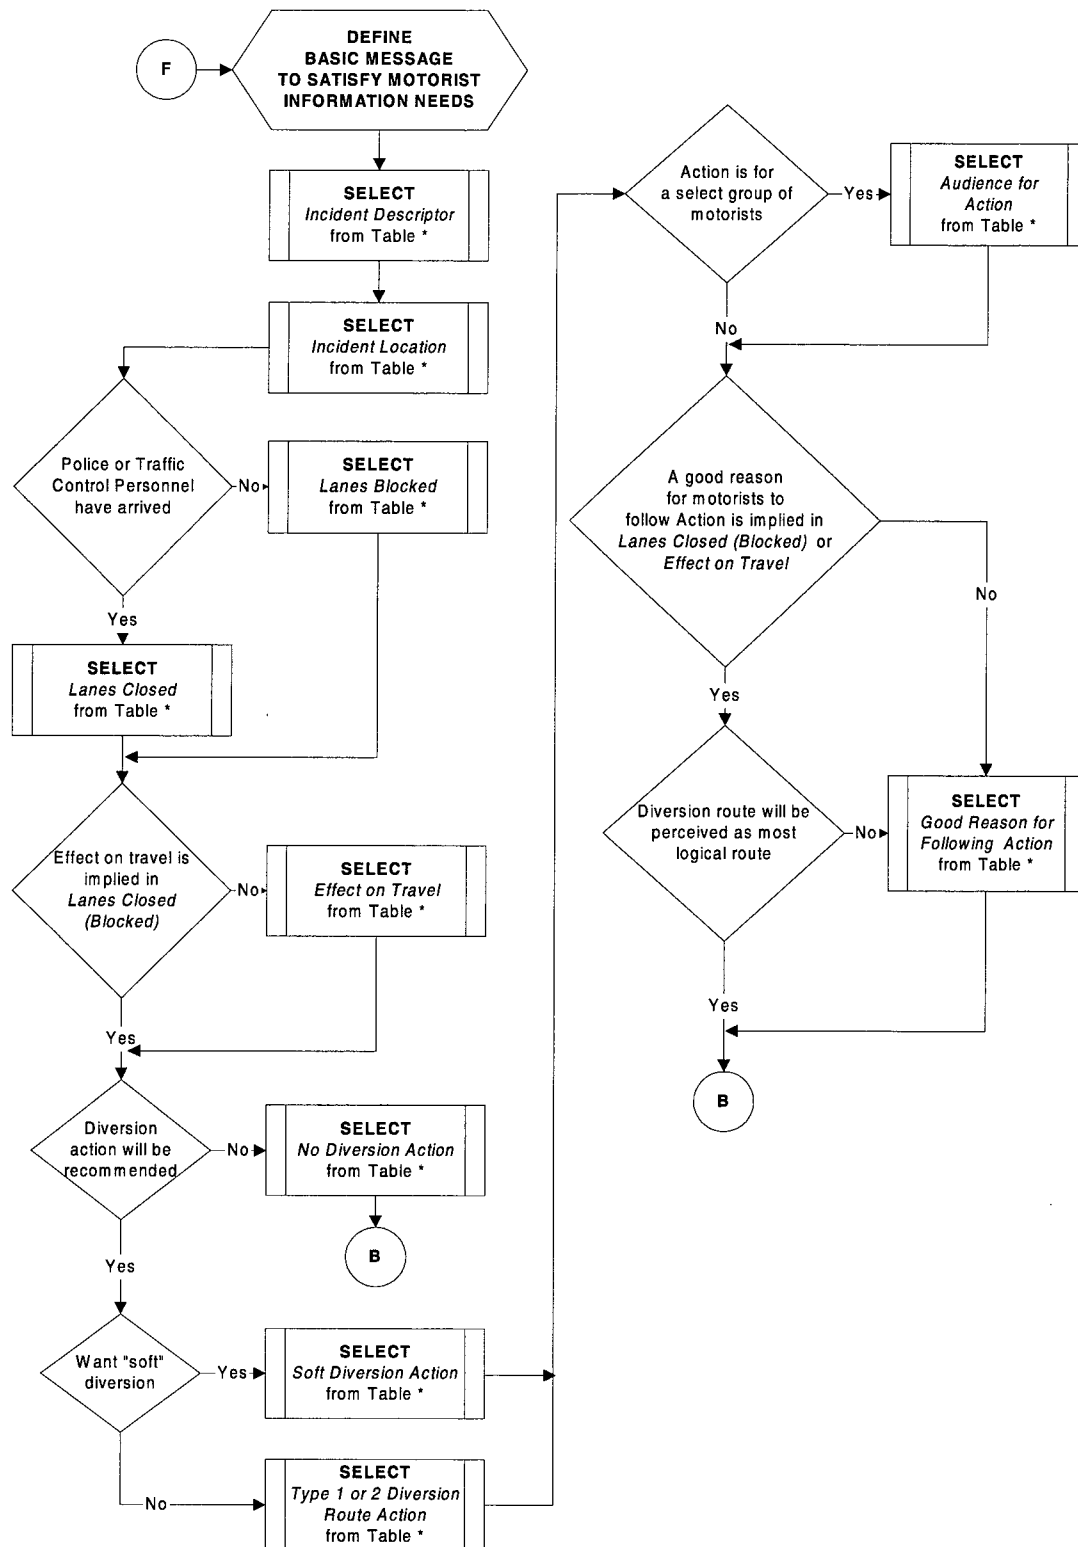 F
DEFINE
BASIC MESSAGE
TO SATISFY MOTORIST
INFORMATION NEEDS
SELECT
Incident Descriptor
from Table *
SELECT
Incident Location
from Table *
Police or Traffic
Control Personnel
have arrived
No
SELECT
Lanes Blocked
from Table *
Yes
SELECT
Lanes Closed
from Table *
Effect on travel is
implied in
Lanes Closed
(Blocked)
No
SELECT
Effect on Travel
from Table *
Yes
Diversion
action will be
recommended
No
SELECT
No Diversion Action
from Table *
B
Yes
Want "soft"
diversion
Yes
SELECT
Soft Diversion Action
from Table *
No
SELECT
Type 1 or 2 Diversion
Route Action
from Table *
Action is for
a select group of
motorists
Yes
SELECT
Audience for
Action
from Table *
No
A good reason
for motorists to
follow Action is implied in
Lanes Closed (Blocked) or
Effect on Travel
No
Yes
Diversion route will be
perceived as most
logical route
No
SELECT
Good Reason for
Following Action
from Table *
Yes
B